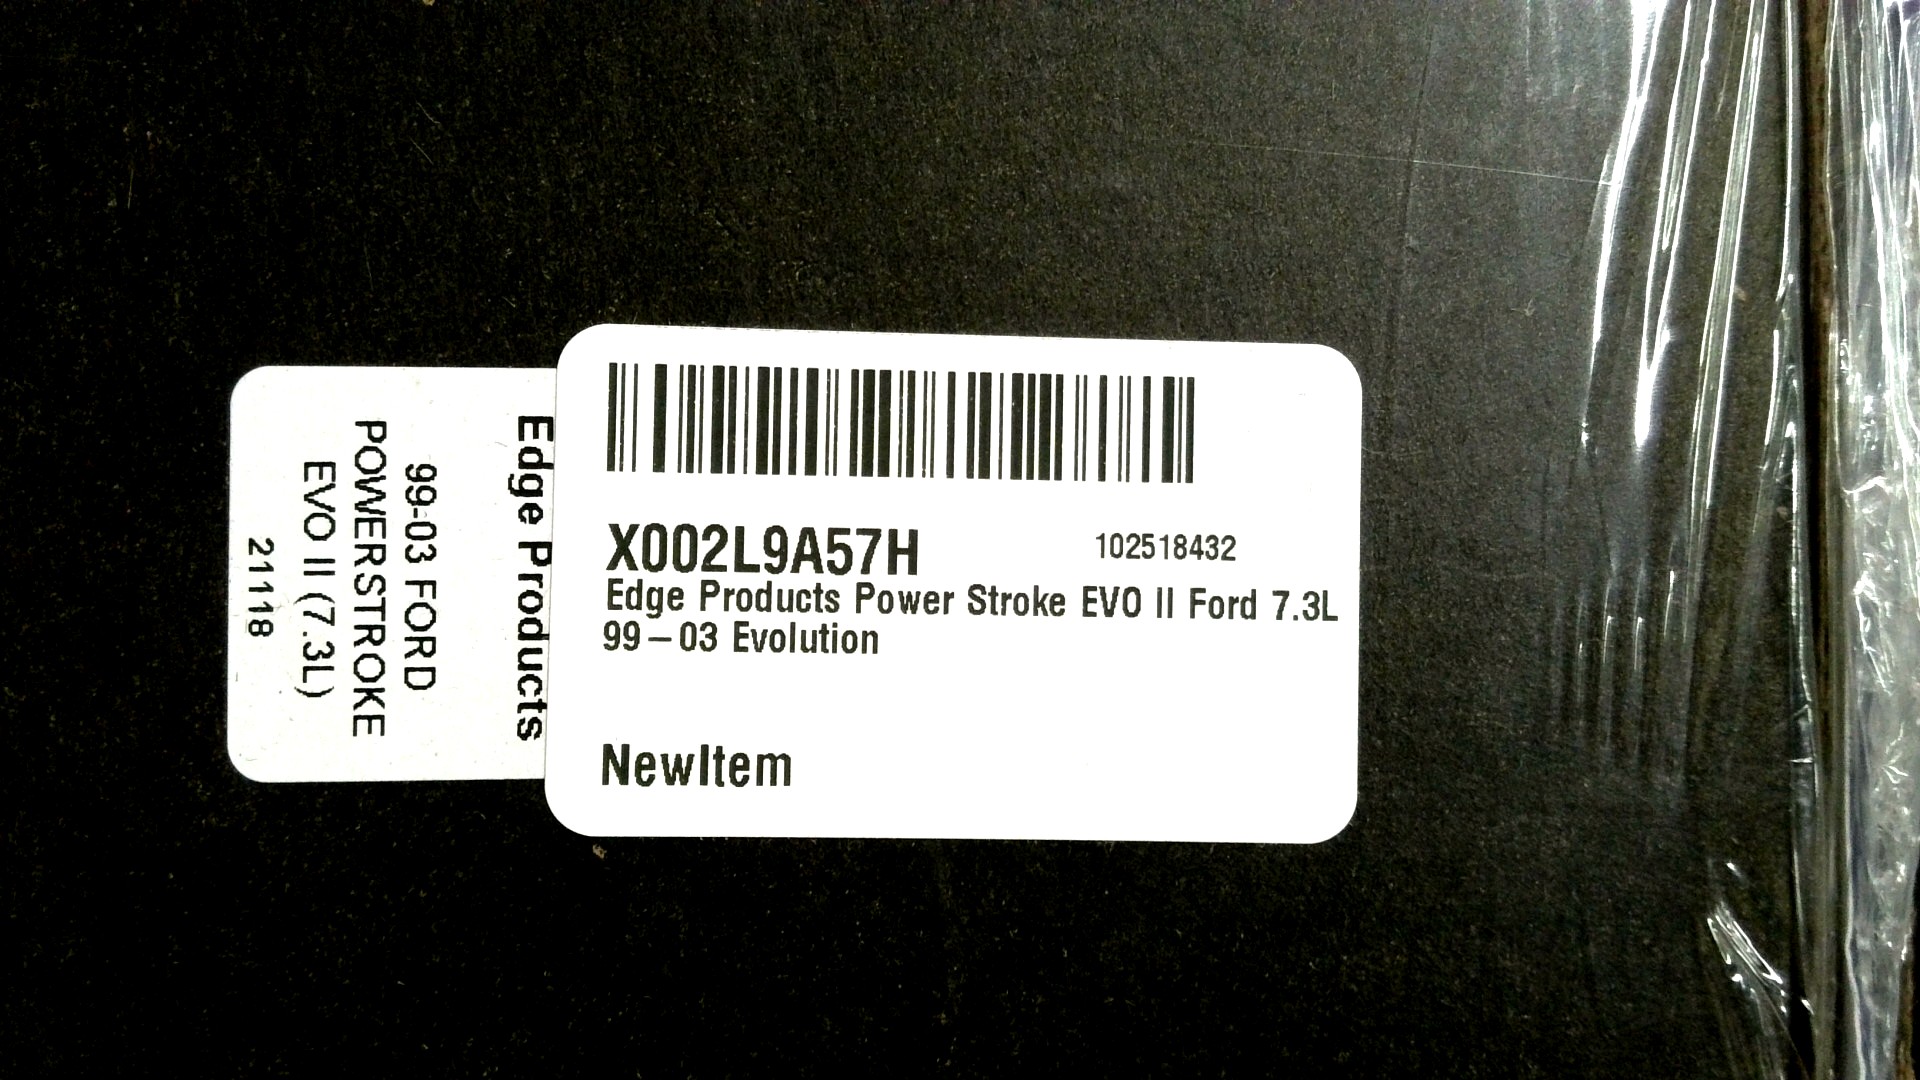 X002L9A57H
102518432
Edge Products Power Stroke EVO II Ford 7.3L
99–03 Evolution
NewItem
Edge Products
99-03 FORD
POWERSTROKE
EVO II (7.3L)
21118